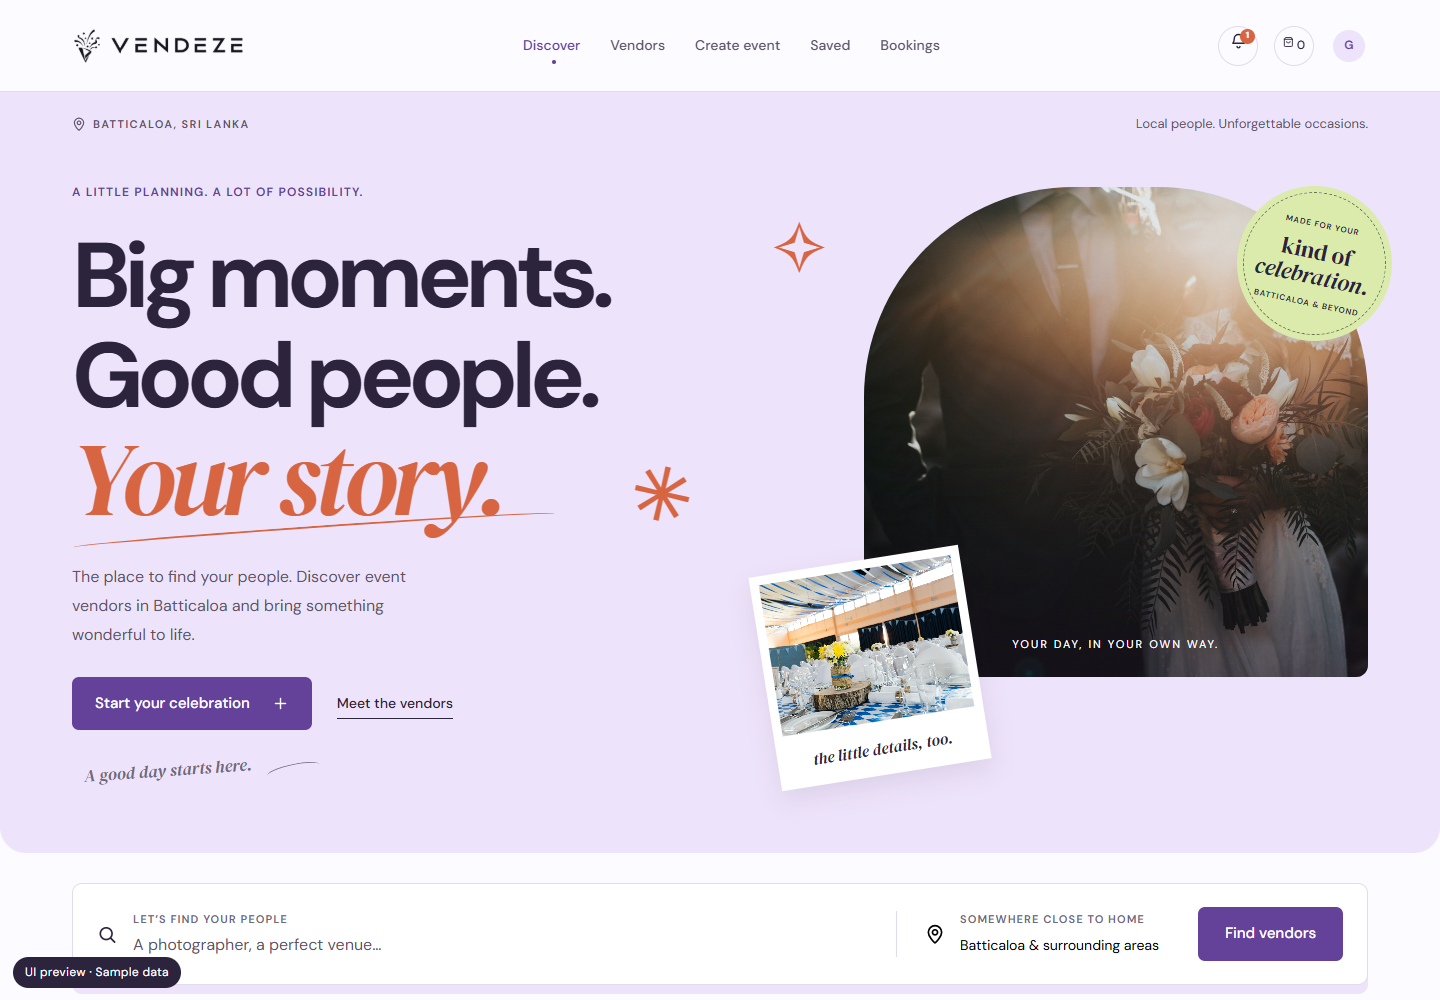 VENDEZE
Discover
Vendors
Create event
Saved
Bookings
1
0
G
BATTICALOA, SRI LANKA
Local people. Unforgettable occasions.
A LITTLE PLANNING. A LOT OF POSSIBILITY.
Big moments.
Good people.
Your story.
The place to find your people. Discover event
vendors in Batticaloa and bring something
wonderful to life.
Start your celebration +
Meet the vendors
A good day starts here.
MADE FOR YOUR
kind of
celebration.
BATTICALOA & BEYOND
YOUR DAY, IN YOUR OWN WAY.
the little details, too.
LET'S FIND YOUR PEOPLE
A photographer, a perfect venue...
SOMEWHERE CLOSE TO HOME
Batticaloa & surrounding areas
Find vendors
UI preview · Sample data